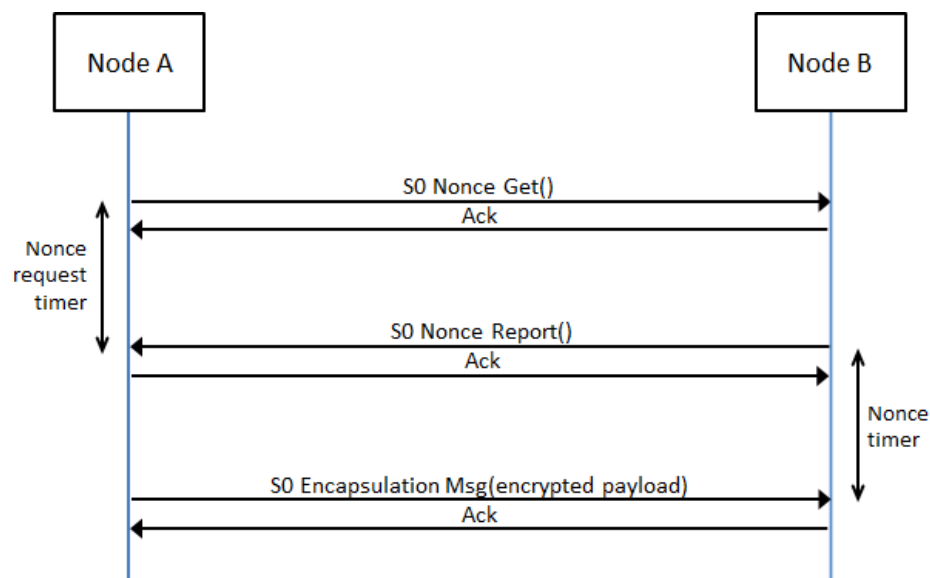 Node A
Node B
S0 Nonce Get()
Ack
Nonce
request
timer
S0 Nonce Report()
Ack
Nonce
timer
S0 Encapsulation Msg(encrypted payload)
Ack